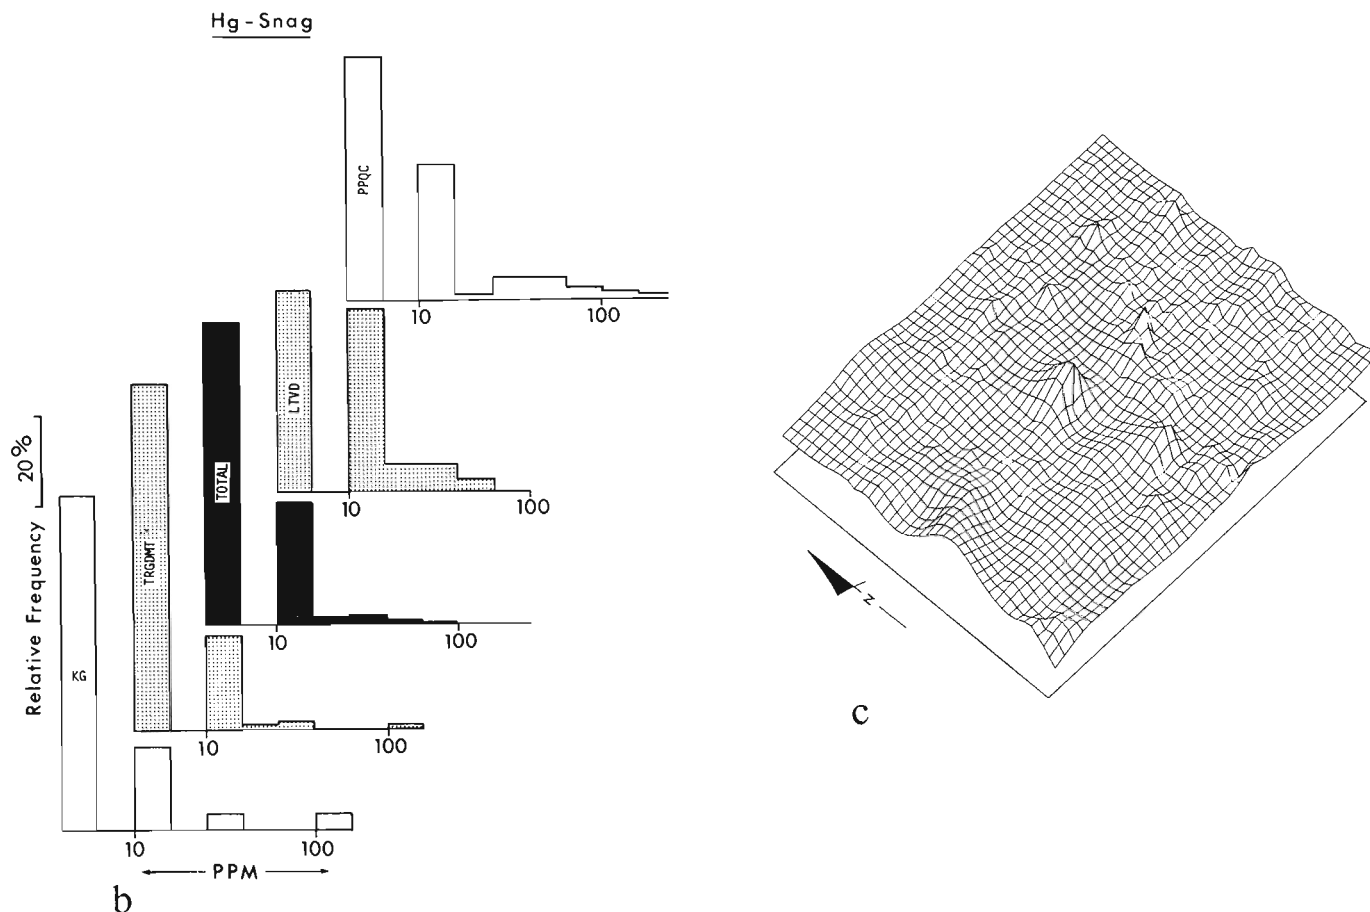 Hg-Snag
PPQC
10 100
LTVD
10 100
TOTAL
10 100
TRGDMT
10 100
KG
10 100
20%
Relative Frequency
PPM
b
N
c